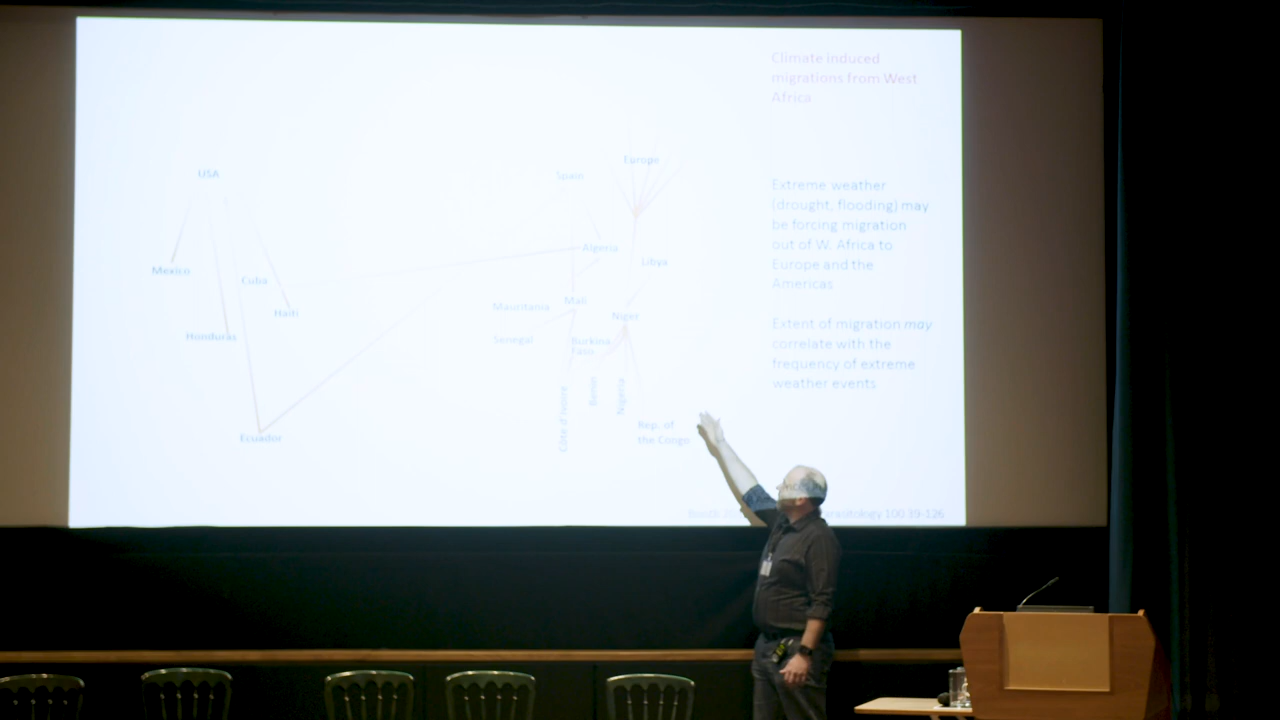 Climate induced
migrations from West
Africa
USA
Europe
Spain
Algeria
Libya
Mexico
Cuba
Haiti
Mauritania
Mali
Niger
Honduras
Senegal
Burkina
Faso
Côte d'Ivoire
Benin
Nigeria
Rep. of
the Congo
Ecuador
Extreme weather
(drought, flooding) may
be forcing migration
out of W. Africa to
Europe and the
Americas
Extent of migration may
correlate with the
frequency of extreme
weather events
100 39-126